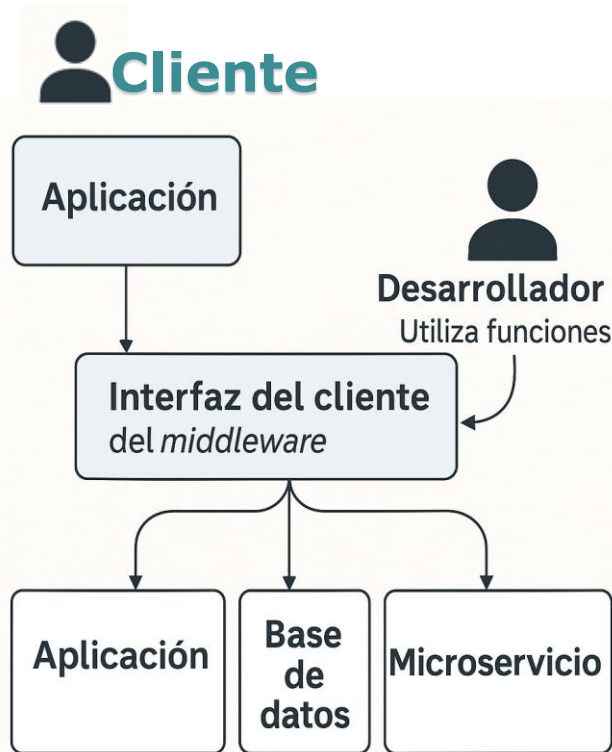 Cliente
Aplicación
Desarrollador
Utiliza funciones
Interfaz del cliente
del middleware
Aplicación
Base
de
datos
Microservicio